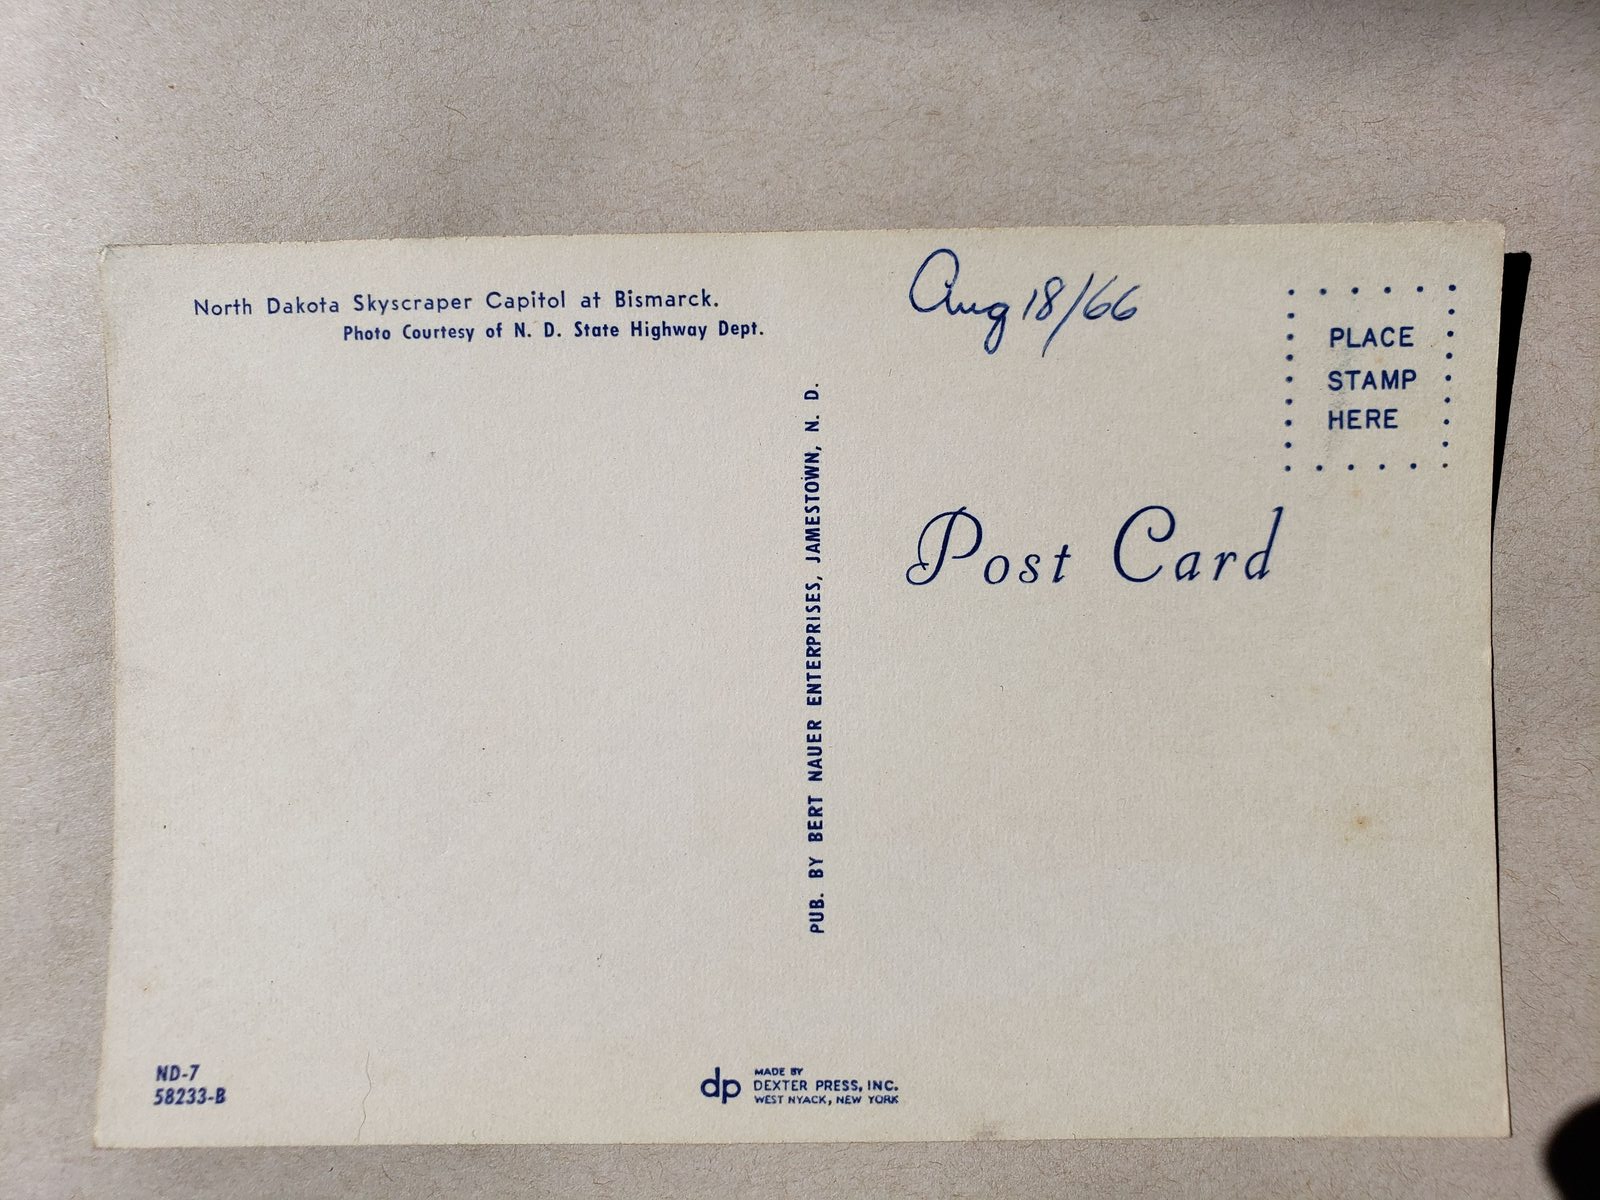 North Dakota Skyscraper Capitol at Bismarck.
Photo Courtesy of N. D. State Highway Dept.
Aug 18/66
PLACE
STAMP
HERE
PUB. BY BERT NAUER ENTERPRISES, JAMESTOWN, N. D.
Post Card
ND-7
58233-B
dp
MADE BY
DEXTER PRESS, INC.
WEST NYACK, NEW YORK